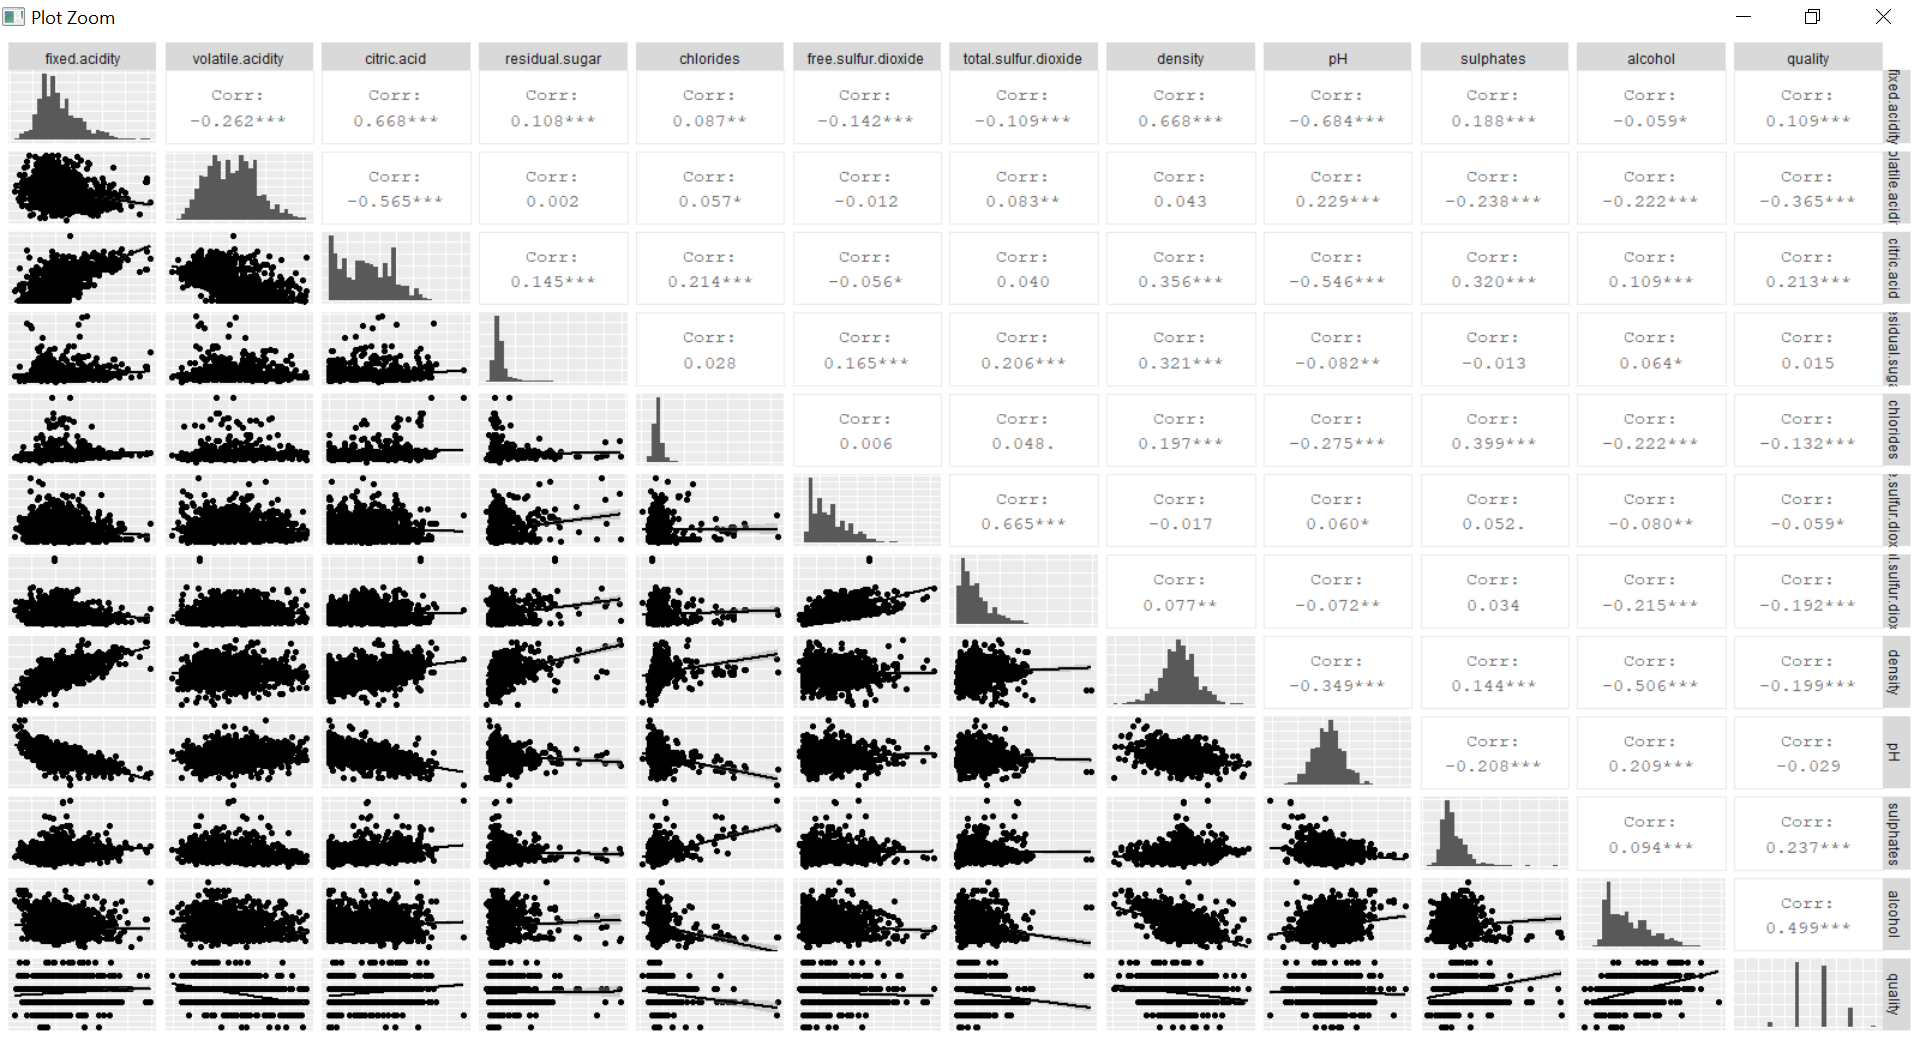 Plot Zoom
fixed.acidity volatile.acidity citric.acid residual.sugar chlorides free.sulfur.dioxide total.sulfur.dioxide density pH sulphates alcohol quality
Corr: Corr: Corr: Corr: Corr: Corr: Corr: Corr: Corr: Corr: Corr:
-0.262*** 0.668*** 0.108*** 0.087** -0.142*** -0.109*** 0.668*** -0.684*** 0.188*** -0.059* 0.109***
fixed.acidity
Corr: Corr: Corr: Corr: Corr: Corr: Corr: Corr: Corr: Corr:
-0.565*** 0.002 0.057* -0.012 0.083** 0.043 0.229*** -0.238*** -0.222*** -0.365***
olatile.acidi
Corr: Corr: Corr: Corr: Corr: Corr: Corr: Corr: Corr:
0.145*** 0.214*** -0.056* 0.040 0.356*** -0.546*** 0.320*** 0.109*** 0.213***
citric.acid
Corr: Corr: Corr: Corr: Corr: Corr: Corr: Corr:
0.028 0.165*** 0.206*** 0.321*** -0.082** -0.013 0.064* 0.015
sidual.suga
Corr: Corr: Corr: Corr: Corr: Corr: Corr:
0.006 0.048. 0.197*** -0.275*** 0.399*** -0.222*** -0.132***
chlorides
Corr: Corr: Corr: Corr: Corr: Corr:
0.665*** -0.017 0.060* 0.052. -0.080** -0.059*
e.sulfur.diox
Corr: Corr: Corr: Corr: Corr:
0.077** -0.072** 0.034 -0.215*** -0.192***
l.sulfur.diox
Corr: Corr: Corr: Corr:
-0.349*** 0.144*** -0.506*** -0.199***
density
Corr: Corr: Corr:
-0.208*** 0.209*** -0.029
pH
Corr: Corr:
0.094*** 0.237***
sulphates
Corr:
0.499***
alcohol
quality